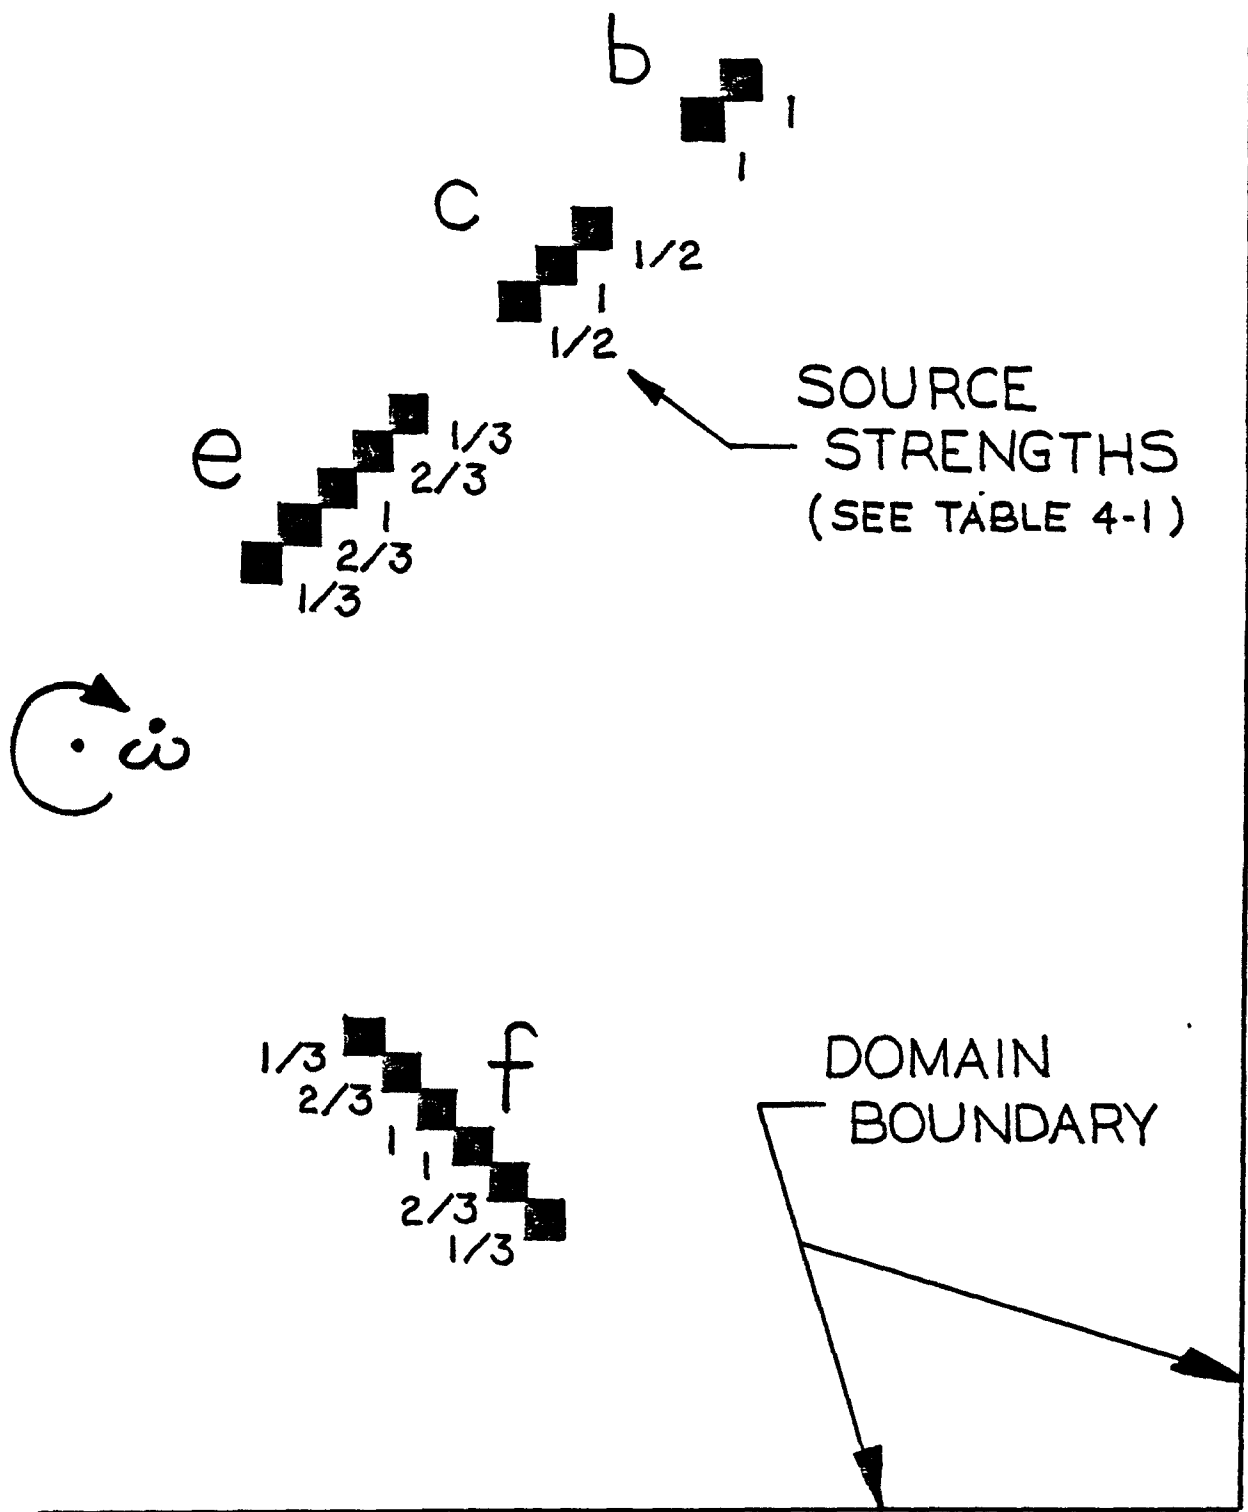 b
1
1
c
1/2
1
1/2
SOURCE
STRENGTHS
(SEE TABLE 4-1)
e
1/3
2/3
1
2/3
1/3
ω̇
f
1/3
2/3
1
1
2/3
1/3
DOMAIN
BOUNDARY